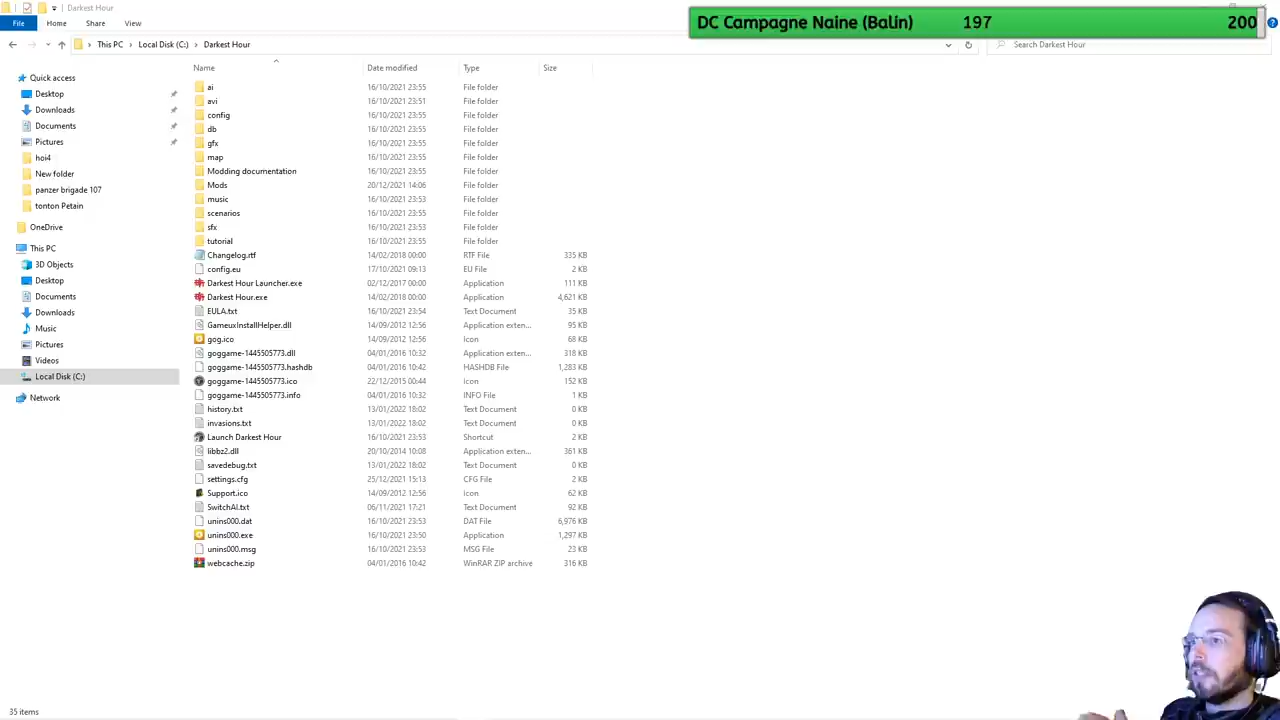 Darkest Hour
DC Campagne Naine (Balin) 197 200
File Home Share View
This PC Local Disk (C:) Darkest Hour
Search Darkest Hour
Name Date modified Type Size
Quick access
Desktop
Downloads
Documents
Pictures
hoi4
New folder
panzer brigade 107
tonton Petain
OneDrive
This PC
3D Objects
Desktop
Documents
Downloads
Music
Pictures
Videos
Local Disk (C:)
Network
ai 16/10/2021 23:55 File folder
avi 16/10/2021 23:51 File folder
config 16/10/2021 23:55 File folder
db 16/10/2021 23:55 File folder
gfx 16/10/2021 23:55 File folder
map 16/10/2021 23:55 File folder
Modding documentation 16/10/2021 23:55 File folder
Mods 20/12/2021 14:06 File folder
music 16/10/2021 23:53 File folder
scenarios 16/10/2021 23:55 File folder
sfx 16/10/2021 23:53 File folder
tutorial 16/10/2021 23:55 File folder
Changelog.rtf 14/02/2018 00:00 RTF File 335 KB
config.eu 17/10/2021 09:13 EU File 2 KB
Darkest Hour Launcher.exe 02/12/2017 00:00 Application 111 KB
Darkest Hour.exe 14/02/2018 00:00 Application 4,621 KB
EULA.txt 16/10/2021 23:54 Text Document 35 KB
GameuxInstallHelper.dll 14/09/2012 12:56 Application exten... 95 KB
gog.ico 14/09/2012 12:56 Icon 68 KB
goggame-1445505773.dll 04/01/2016 10:32 Application exten... 318 KB
goggame-1445505773.hashdb 04/01/2016 10:42 HASHDB File 1,283 KB
goggame-1445505773.ico 22/12/2015 00:44 Icon 152 KB
goggame-1445505773.info 04/01/2016 10:32 INFO File 1 KB
history.txt 13/01/2022 18:02 Text Document 0 KB
invasions.txt 13/01/2022 18:02 Text Document 0 KB
Launch Darkest Hour 16/10/2021 23:53 Shortcut 2 KB
libbz2.dll 20/10/2014 10:08 Application exten... 361 KB
savedebug.txt 13/01/2022 18:02 Text Document 0 KB
settings.cfg 25/12/2021 15:13 CFG File 2 KB
Support.ico 14/09/2012 12:56 Icon 62 KB
SwitchAI.txt 06/11/2021 17:21 Text Document 92 KB
unins000.dat 16/10/2021 23:53 DAT File 6,976 KB
unins000.exe 16/10/2021 23:50 Application 1,297 KB
unins000.msg 16/10/2021 23:53 MSG File 23 KB
webcache.zip 04/01/2016 10:42 WinRAR ZIP archive 316 KB
35 items